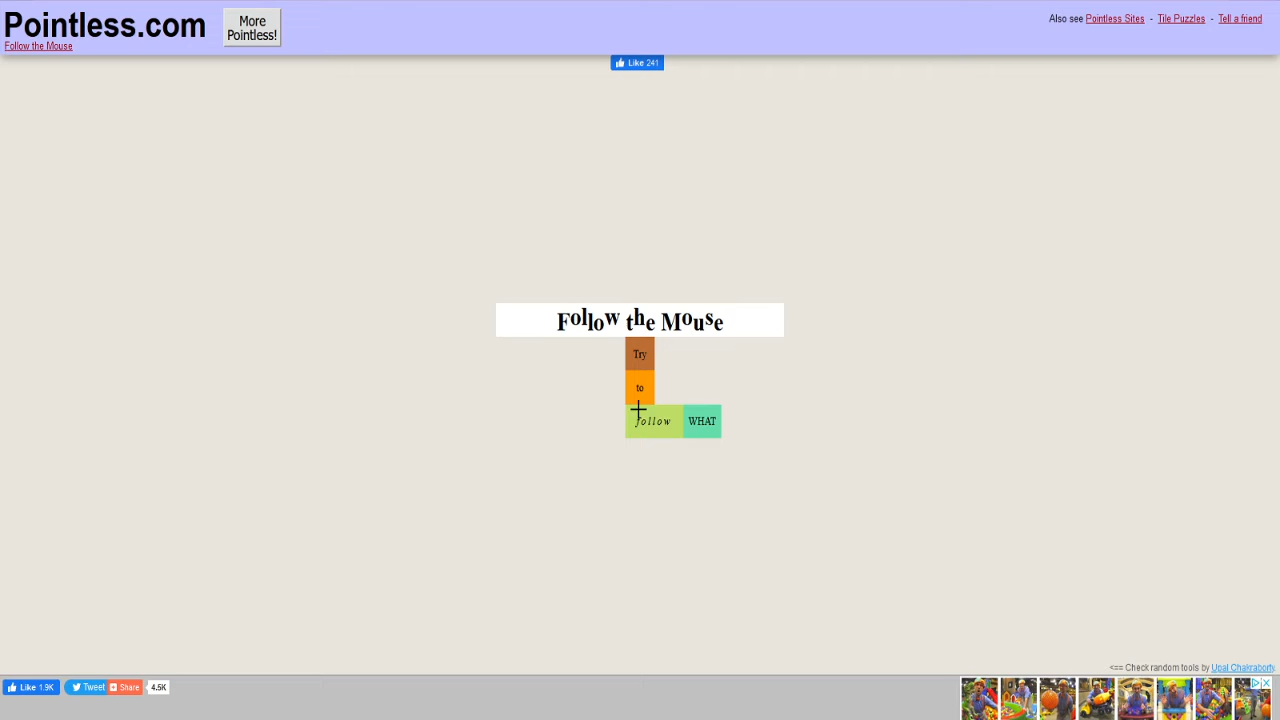 Pointless.com
More
Pointless!
Also see Pointless Sites - Tile Puzzles - Tell a friend
Follow the Mouse
Like 241
Follow the Mouse
Try
to
follow WHAT
<== Check random tools by Upal Chakraborty.
Like 1.9K Tweet Share 4.5K